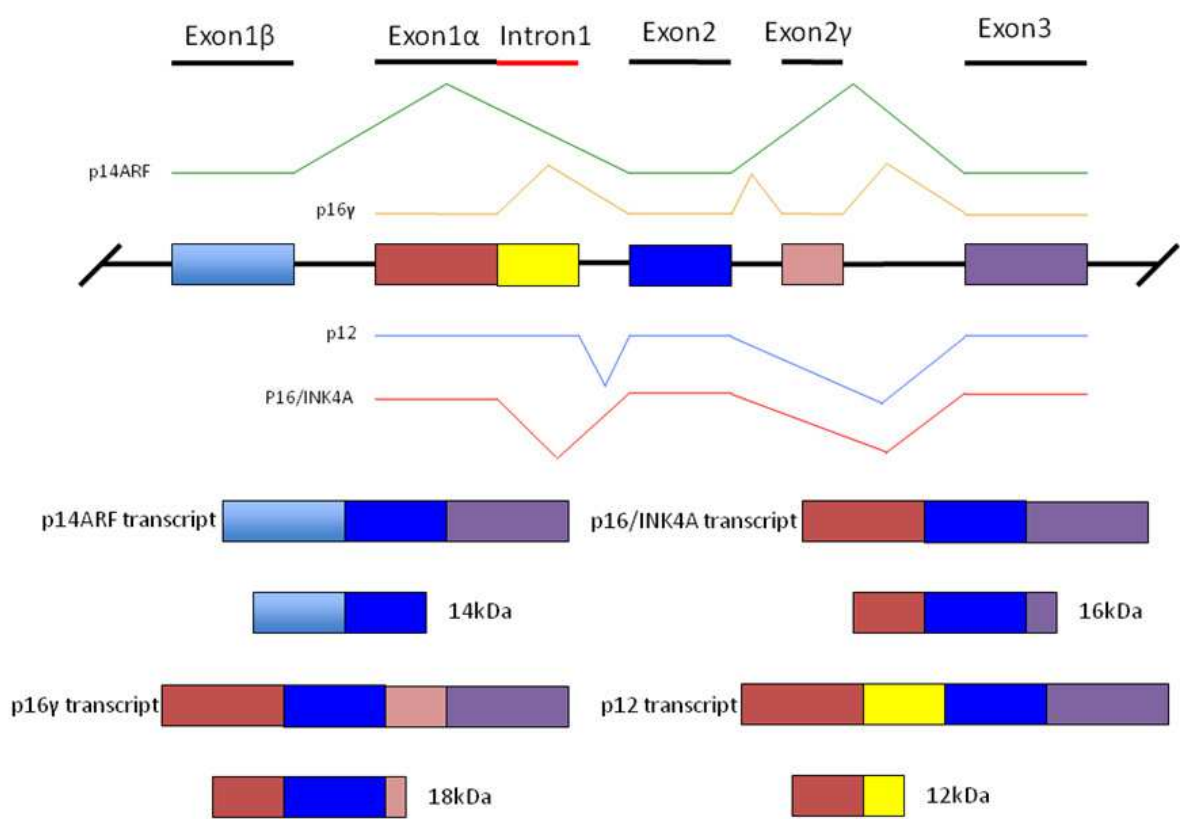 Exon1β Exon1α Intron1 Exon2 Exon2γ Exon3
p14ARF
p16γ
p12
P16/INK4A
p14ARF transcript p16/INK4A transcript
14kDa 16kDa
p16γ transcript p12 transcript
18kDa 12kDa